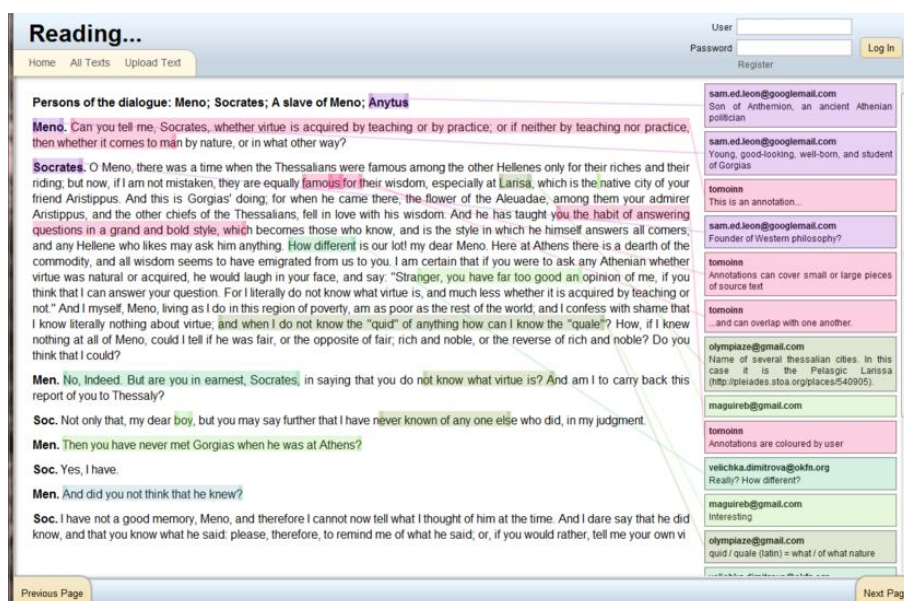 Reading...
User
Password
Log In
Register
Home All Texts Upload Text
Persons of the dialogue: Meno; Socrates; A slave of Meno; Anytus
Meno. Can you tell me, Socrates, whether virtue is acquired by teaching or by practice; or if neither by teaching nor practice,
then whether it comes to man by nature, or in what other way?
Socrates. O Meno, there was a time when the Thessalians were famous among the other Hellenes only for their riches and their
riding; but now, if I am not mistaken, they are equally famous for their wisdom, especially at Larisa, which is the native city of your
friend Aristippus. And this is Gorgias' doing; for when he came there, the flower of the Aleuadae, among them your admirer
Aristippus, and the other chiefs of the Thessalians, fell in love with his wisdom. And he has taught you the habit of answering
questions in a grand and bold style, which becomes those who know, and is the style in which he himself answers all comers;
and any Hellene who likes may ask him anything. How different is our lot! my dear Meno. Here at Athens there is a dearth of the
commodity, and all wisdom seems to have emigrated from us to you. I am certain that if you were to ask any Athenian whether
virtue was natural or acquired, he would laugh in your face, and say: "Stranger, you have far too good an opinion of me, if you
think that I can answer your question. For I literally do not know what virtue is, and much less whether it is acquired by teaching or
not." And I myself, Meno, living as I do in this region of poverty, am as poor as the rest of the world; and I confess with shame that
I know literally nothing about virtue; and when I do not know the "quid" of anything how can I know the "quale"? How, if I knew
nothing at all of Meno, could I tell if he was fair, or the opposite of fair; rich and noble, or the reverse of rich and noble? Do you
think that I could?
Men. No, Indeed. But are you in earnest, Socrates, in saying that you do not know what virtue is? And am I to carry back this
report of you to Thessaly?
Soc. Not only that, my dear boy, but you may say further that I have never known of any one else who did, in my judgment.
Men. Then you have never met Gorgias when he was at Athens?
Soc. Yes, I have.
Men. And did you not think that he knew?
Soc. I have not a good memory, Meno, and therefore I cannot now tell what I thought of him at the time. And I dare say that he did
know, and that you know what he said: please, therefore, to remind me of what he said; or, if you would rather, tell me your own vi
sam.ed.leon@googlemail.com
Son of Anthemion, an ancient Athenian
politician
sam.ed.leon@googlemail.com
Young, good-looking, well-born, and student
of Gorgias
tomoinn
This is an annotation...
sam.ed.leon@googlemail.com
Founder of Western philosophy?
tomoinn
Annotations can cover small or large pieces
of source text
tomoinn
...and can overlap with one another.
olympiaze@gmail.com
Name of several thessalian cities. In this
case it is the Pelasgic Larissa
(http://pleiades.stoa.org/places/540905).
maguireb@gmail.com
tomoinn
Annotations are coloured by user
velichka.dimitrova@okfn.org
Really? How different?
maguireb@gmail.com
Interesting
olympiaze@gmail.com
quid / quale (latin) = what / of what nature
velichka.dimitrova@okfn.org
Previous Page
Next Pag